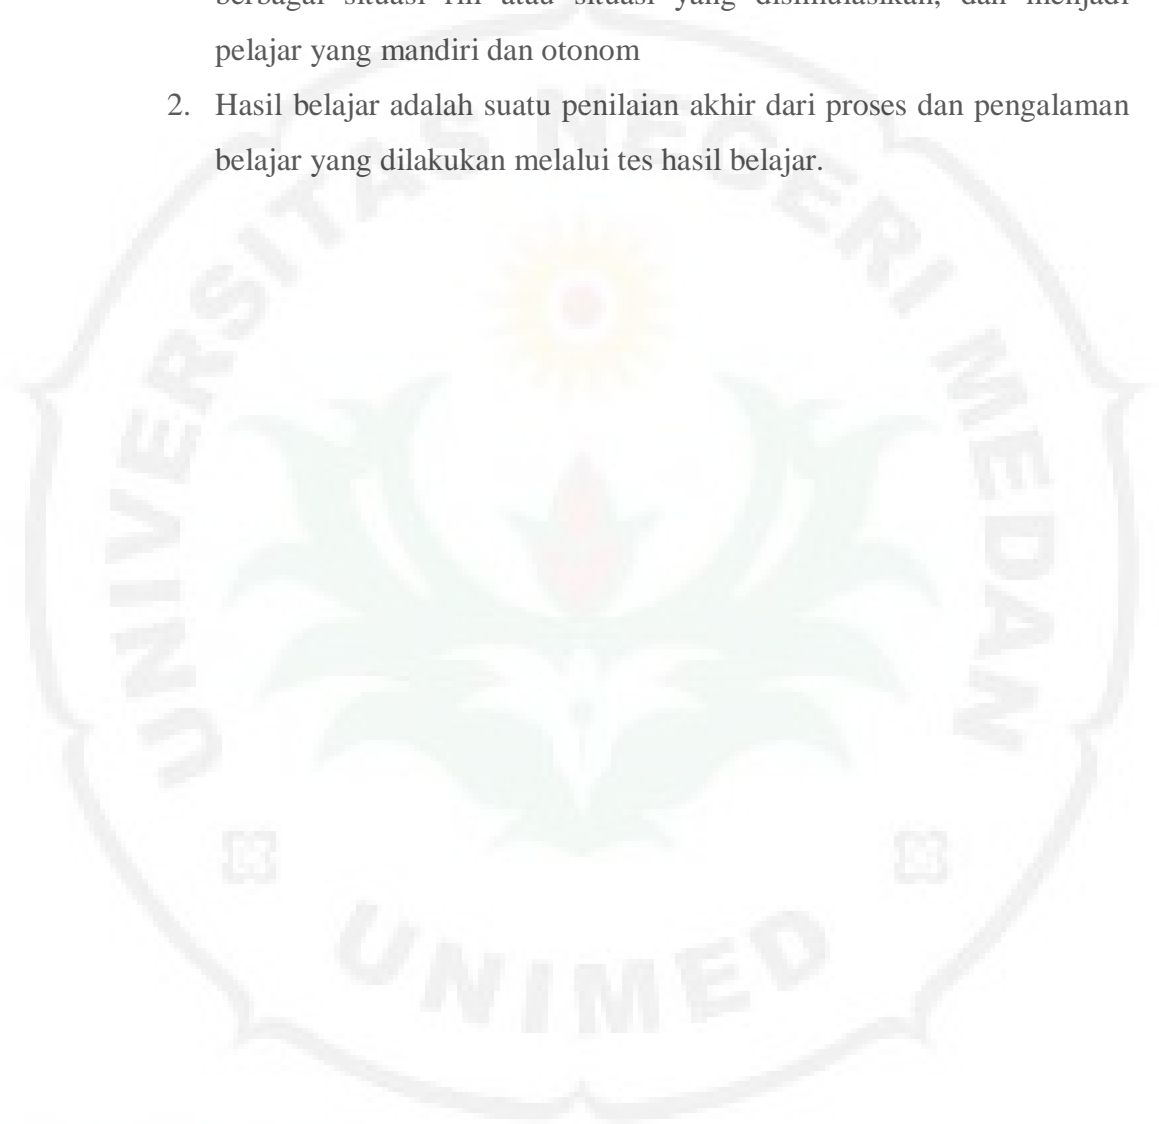 berbagai situasi riil atau situasi yang disimulasikan, dan menjadi
pelajar yang mandiri dan otonom
2. Hasil belajar adalah suatu penilaian akhir dari proses dan pengalaman
belajar yang dilakukan melalui tes hasil belajar.
UNIVERSITAS NEGERI MEDAN
UNIMED